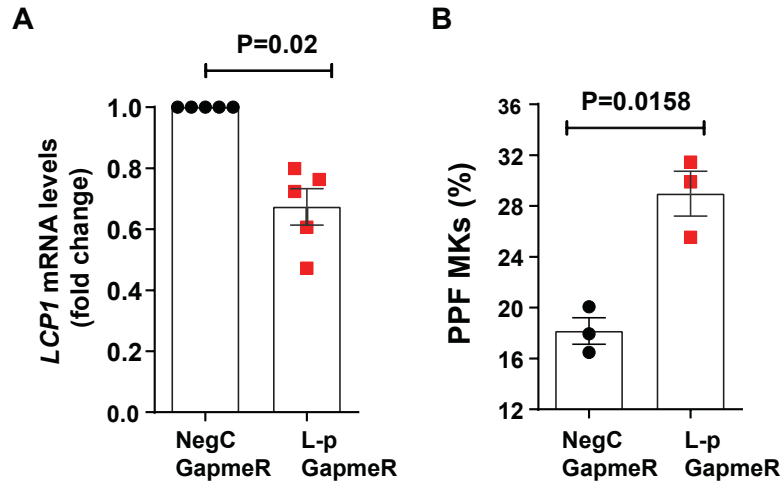 A
P=0.02
LCP1 mRNA levels
(fold change)
1.0
0.8
0.6
0.4
0.2
0.0
NegC
GapmeR
L-p
GapmeR
B
P=0.0158
PPF MKs (%)
36
32
28
24
20
16
12
NegC
GapmeR
L-p
GapmeR